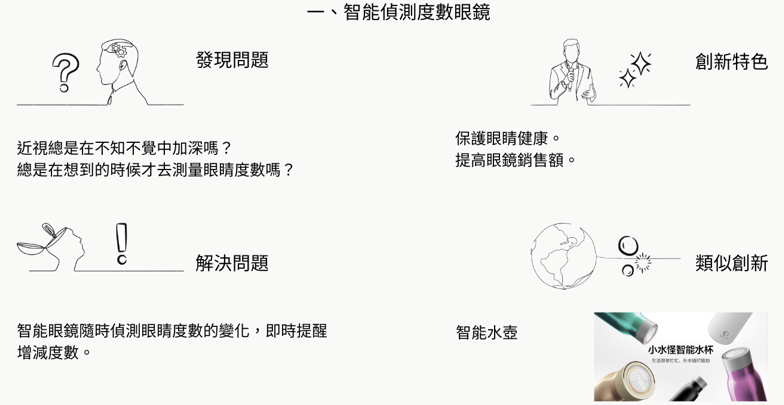 一、智能偵測度數眼鏡
發現問題
近視總是在不知不覺中加深嗎？
總是在想到的時候才去測量眼睛度數嗎？
創新特色
保護眼睛健康。
提高眼鏡銷售額。
解決問題
智能眼鏡隨時偵測眼睛度數的變化，即時提醒
增減度數。
類似創新
智能水壺
小水怪智能水杯